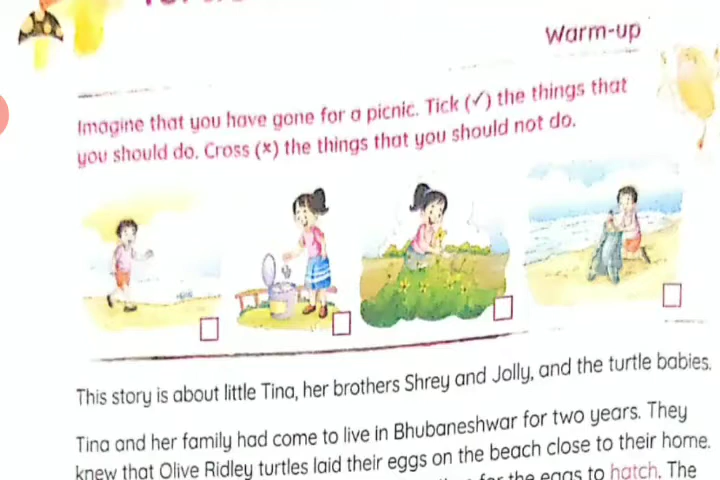 Warm-up
Imagine that you have gone for a picnic. Tick (✓) the things that
you should do. Cross (×) the things that you should not do.
This story is about little Tina, her brothers Shrey and Jolly, and the turtle babies.
Tina and her family had come to live in Bhubaneshwar for two years. They
knew that Olive Ridley turtles laid their eggs on the beach close to their home.
for the eggs to hatch. The